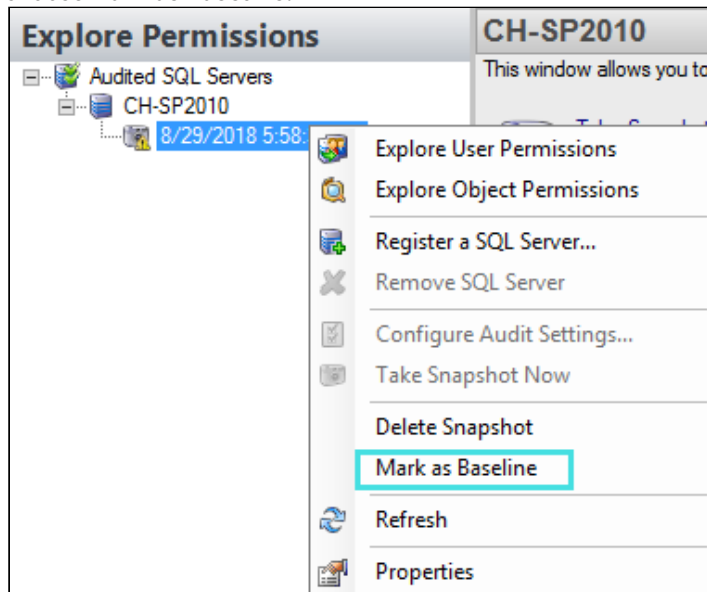 Explore Permissions
CH-SP2010
This window allows you to
Audited SQL Servers
CH-SP2010
8/29/2018 5:58:
Explore User Permissions
Explore Object Permissions
Register a SQL Server...
Remove SQL Server
Configure Audit Settings...
Take Snapshot Now
Delete Snapshot
Mark as Baseline
Refresh
Properties